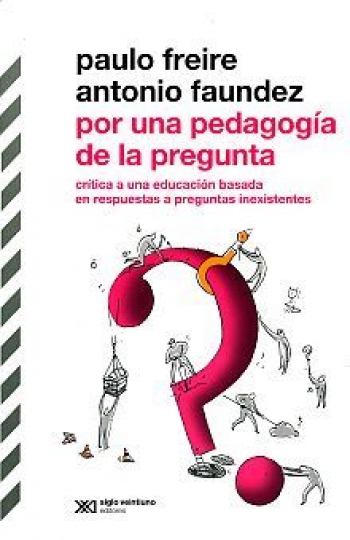 paulo freire
antonio faundez
por una pedagogía
de la pregunta
crítica a una educación basada
en respuestas a preguntas inexistentes
siglo veintiuno
editores